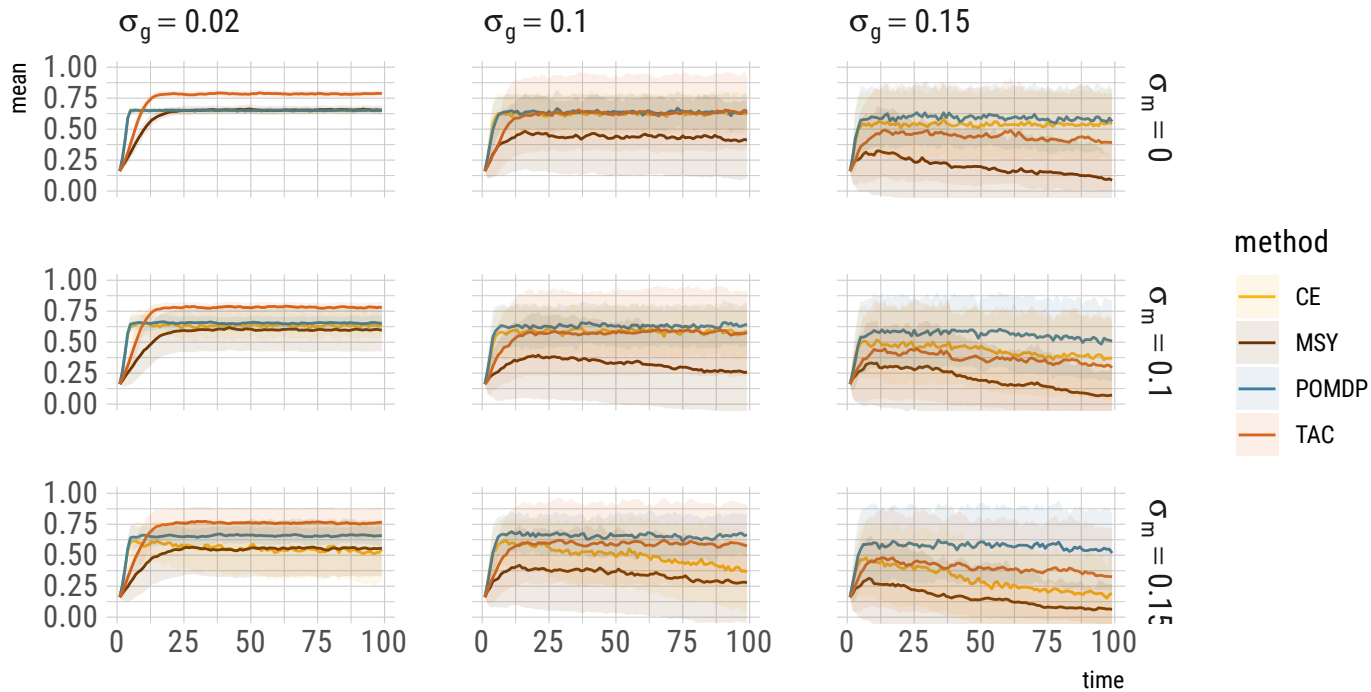 σg = 0.02
σg = 0.1
σg = 0.15
mean
1.00
0.75
0.50
0.25
0.00
σm = 0
1.00
0.75
0.50
0.25
0.00
σm = 0.1
1.00
0.75
0.50
0.25
0.00
σm = 0.15
0 25 50 75 100
0 25 50 75 100
0 25 50 75 100
time
method
CE
MSY
POMDP
TAC